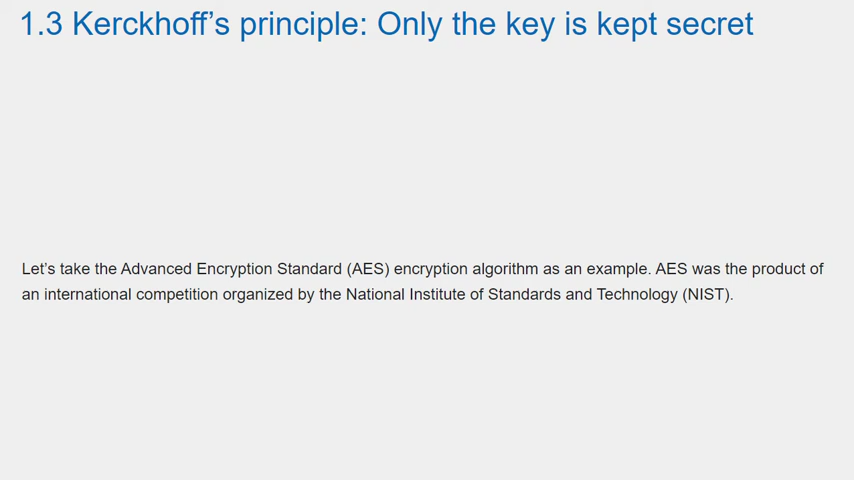 1.3 Kerckhoff’s principle: Only the key is kept secret
Let’s take the Advanced Encryption Standard (AES) encryption algorithm as an example. AES was the product of
an international competition organized by the National Institute of Standards and Technology (NIST).